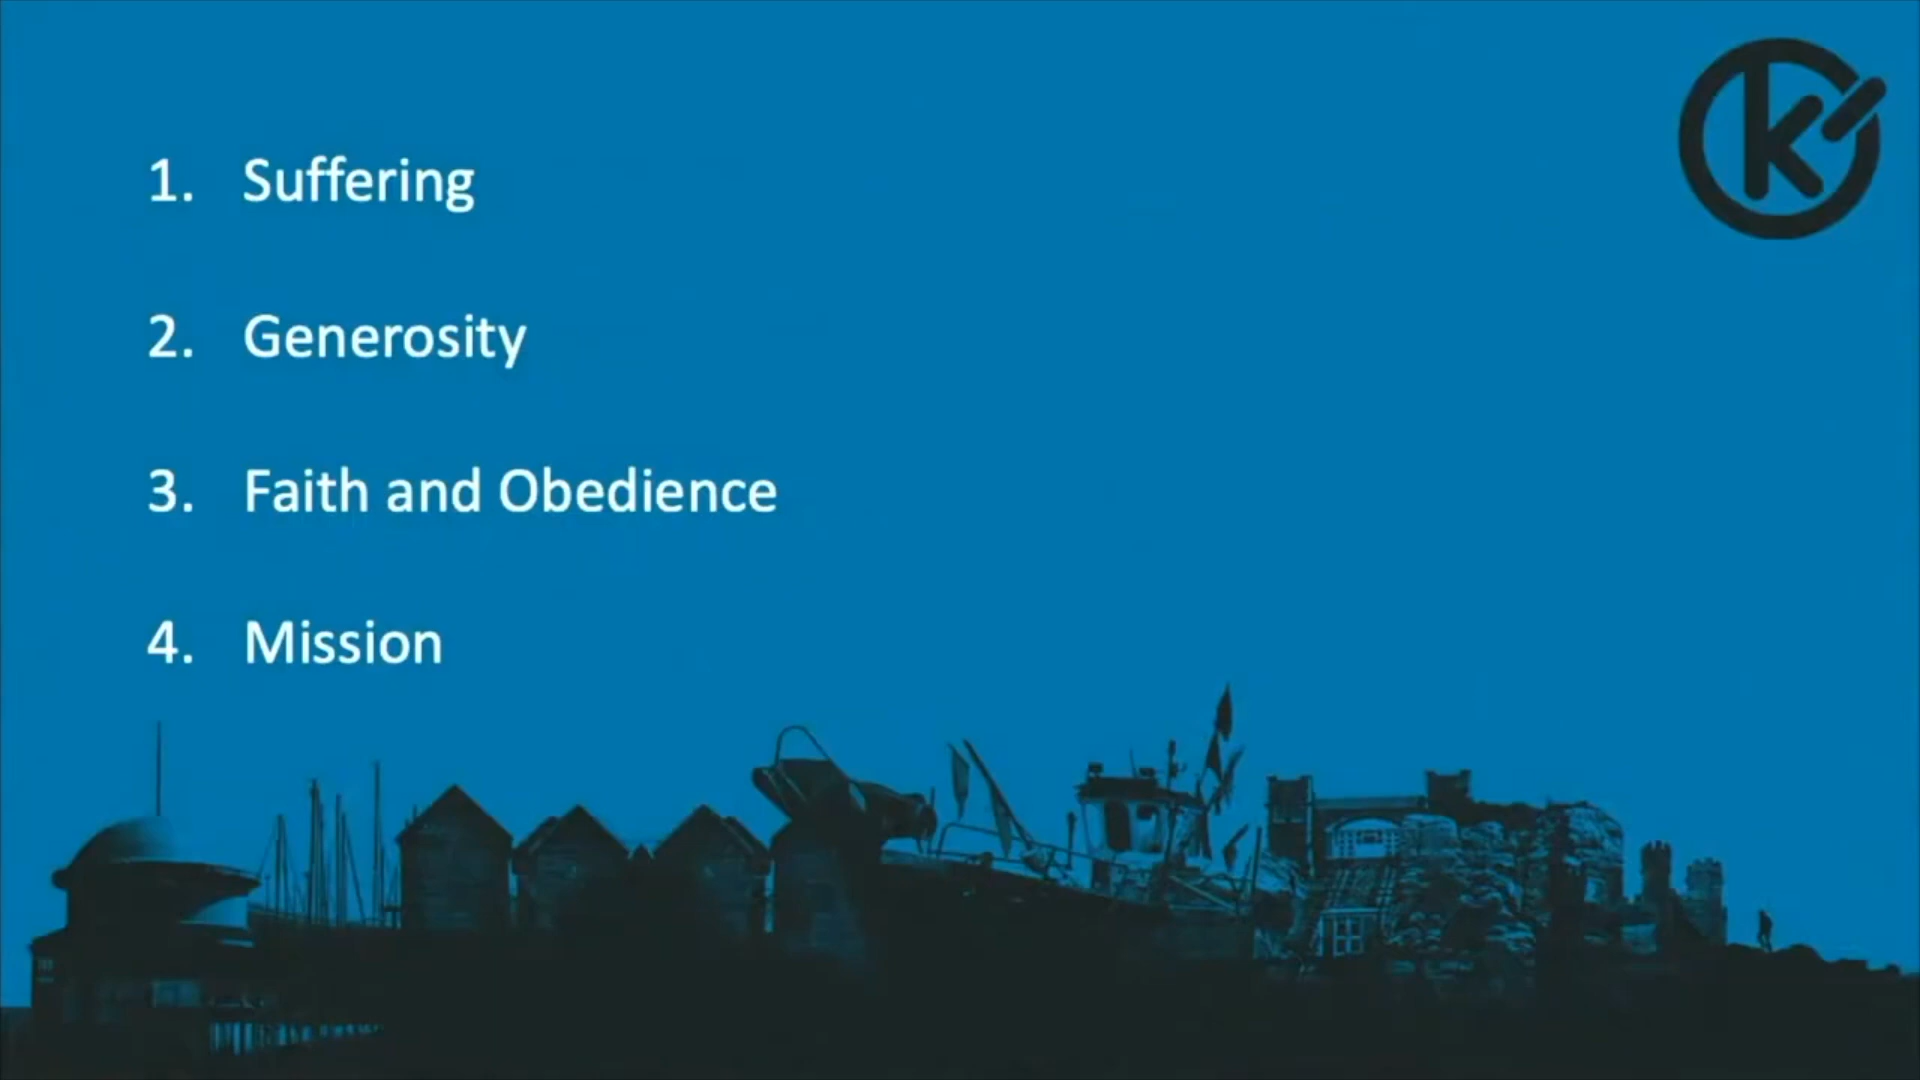 1. Suffering
2. Generosity
3. Faith and Obedience
4. Mission
k